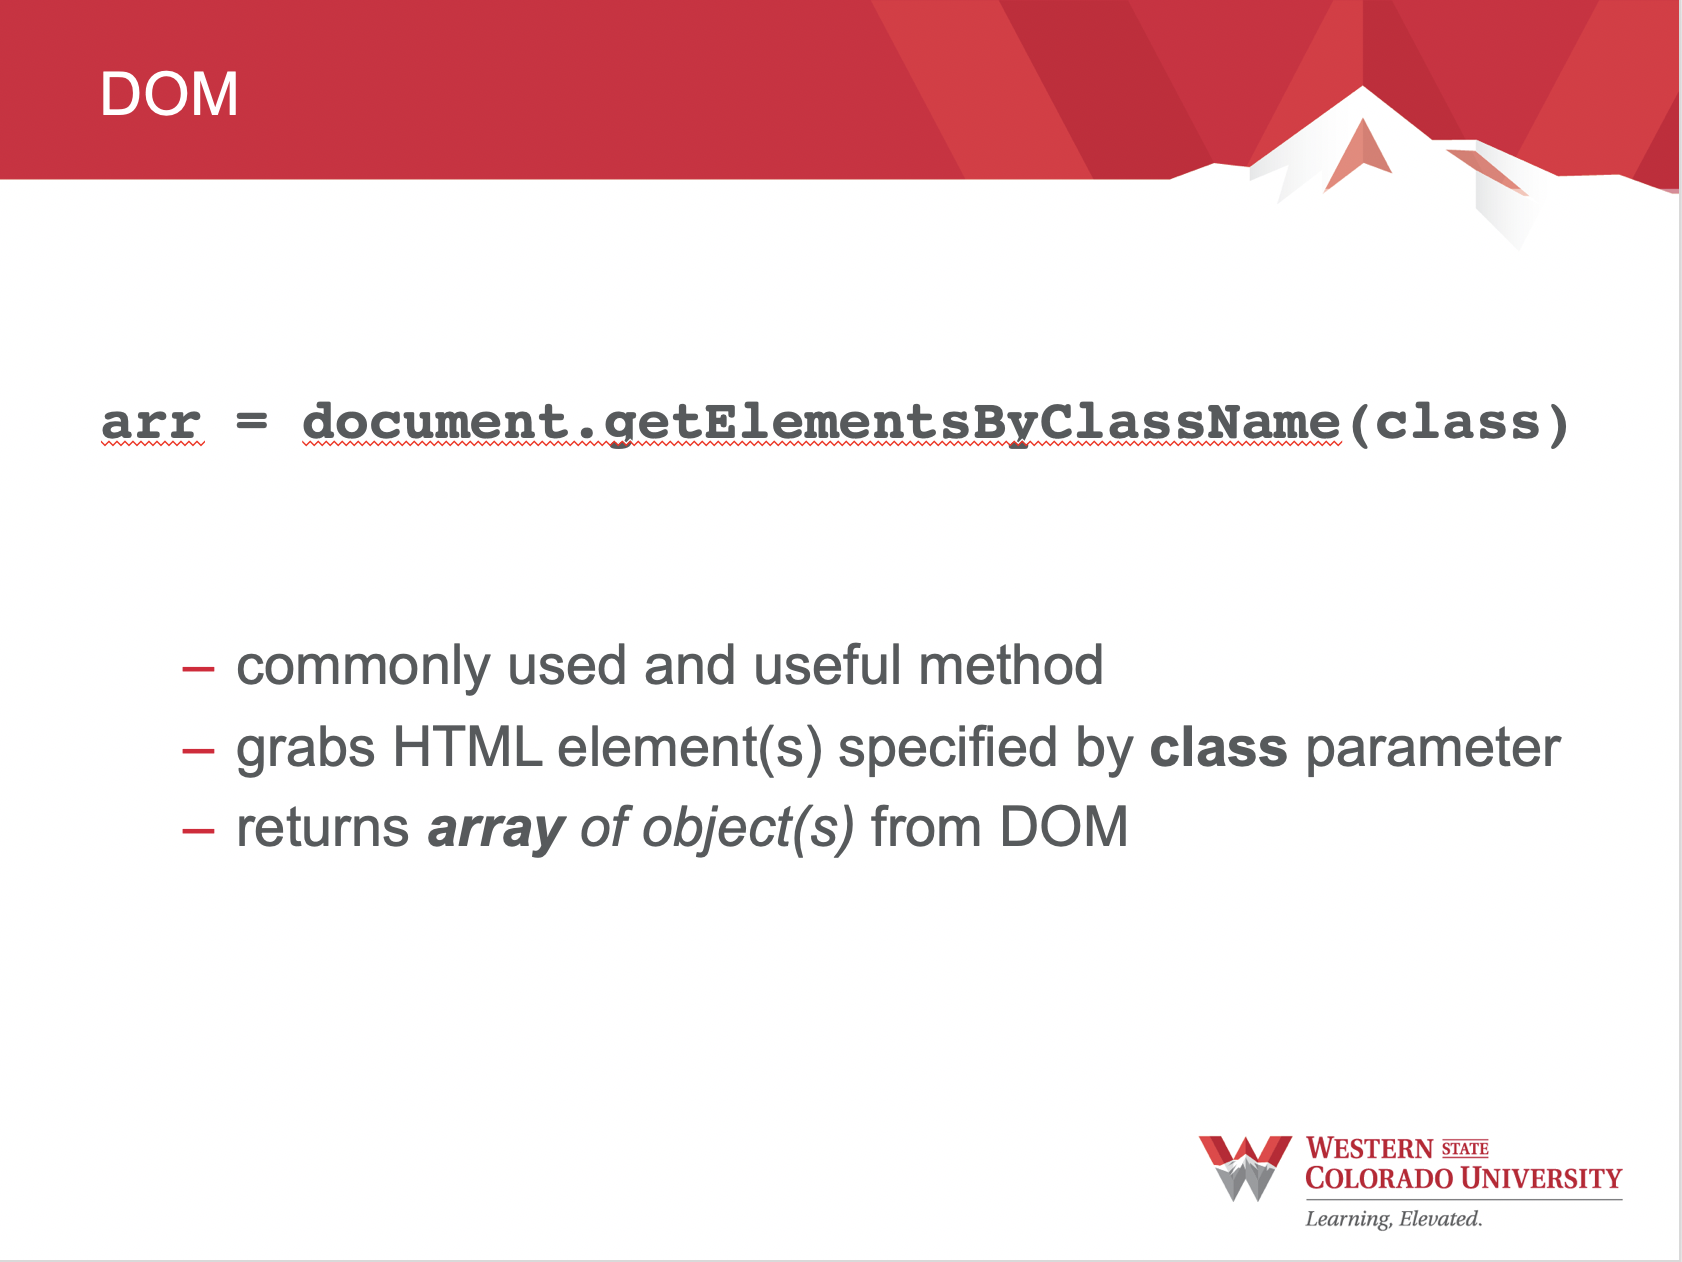 DOM
arr = document.getElementsByClassName(class)
– commonly used and useful method
– grabs HTML element(s) specified by class parameter
– returns array of object(s) from DOM
WESTERN STATE
COLORADO UNIVERSITY
Learning, Elevated.